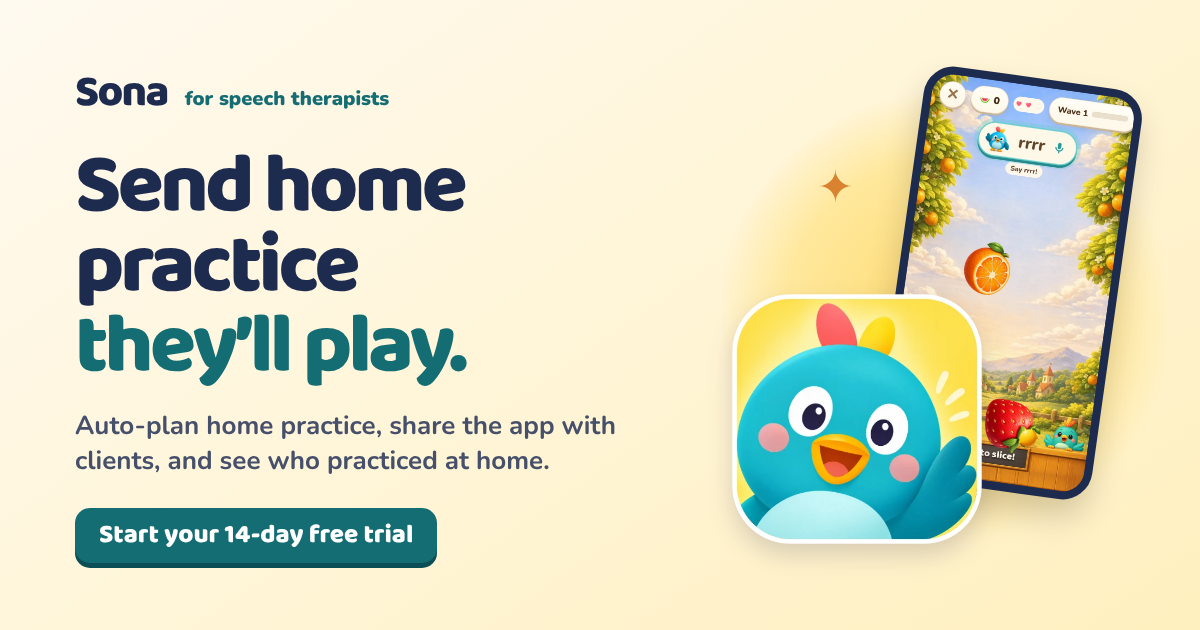 Sona for speech therapists
Send home
practice
they'll play.
Auto-plan home practice, share the app with
clients, and see who practiced at home.
Start your 14-day free trial
0
Wave 1
rrrr
Say rrrr!
to slice!